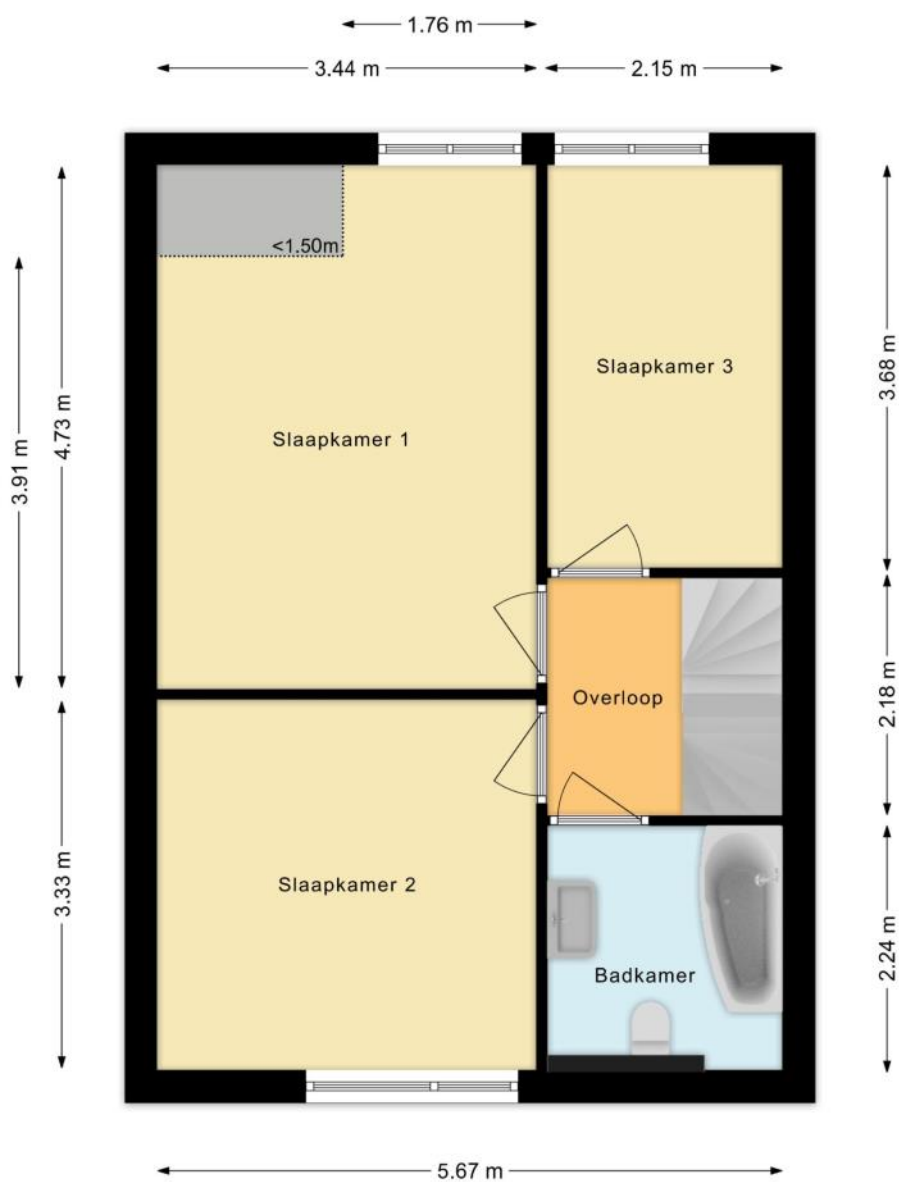 1.76 m
3.44 m
2.15 m
<1.50m
Slaapkamer 3
3.68 m
Slaapkamer 1
4.73 m
3.91 m
Overloop
2.18 m
Slaapkamer 2
3.33 m
Badkamer
2.24 m
5.67 m